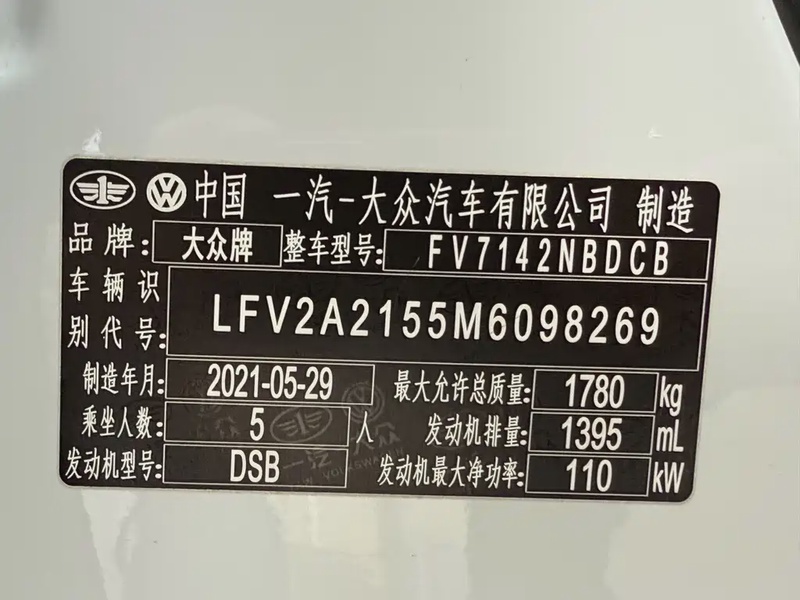 中国 一汽-大众汽车有限公司 制造
品牌: 大众牌 整车型号: FV7142NBDCB
车辆识别代号: LFV2A2155M6098269
制造年月: 2021-05-29 最大允许总质量: 1780 kg
乘坐人数: 5 人 发动机排量: 1395 mL
发动机型号: DSB 发动机最大净功率: 110 kW